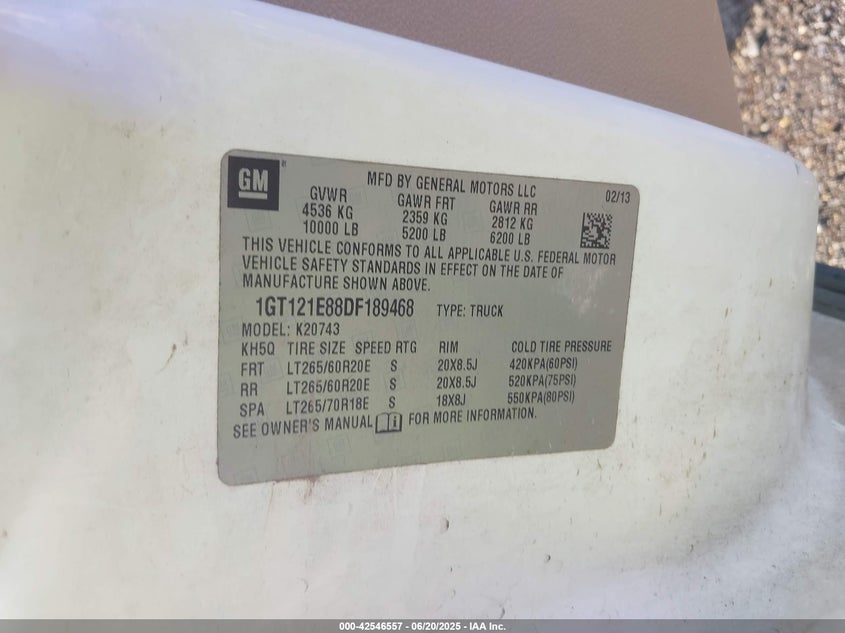 GM
MFD BY GENERAL MOTORS LLC 02/13
GVWR GAWR FRT GAWR RR
4536 KG 2359 KG 2812 KG
10000 LB 5200 LB 6200 LB
THIS VEHICLE CONFORMS TO ALL APPLICABLE U.S. FEDERAL MOTOR
VEHICLE SAFETY STANDARDS IN EFFECT ON THE DATE OF
MANUFACTURE SHOWN ABOVE.
1GT121E88DF189468 TYPE: TRUCK
MODEL: K20743
KH5Q TIRE SIZE SPEED RTG RIM COLD TIRE PRESSURE
FRT LT265/60R20E S 20X8.5J 420KPA(60PSI)
RR LT265/60R20E S 20X8.5J 520KPA(75PSI)
SPA LT265/70R18E S 18X8J 550KPA(80PSI)
SEE OWNER'S MANUAL FOR MORE INFORMATION.
000-42546557 - 06/20/2025 - IAA Inc.